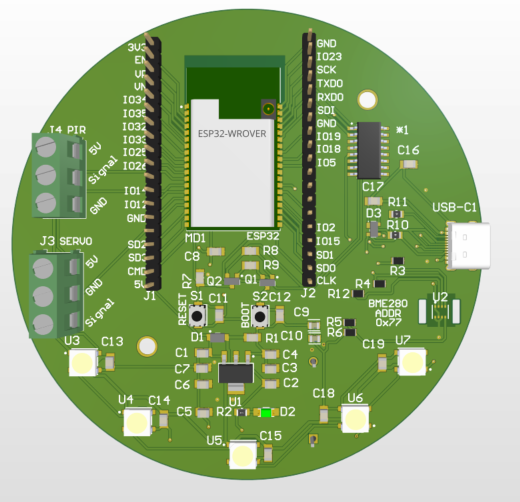 3V3
EN
VP
VN
IO34
IO35
IO32
IO33
IO25
IO26
IO14
IO12
GND
SD2
SD3
CMD
5V
J1
GND
IO23
SCK
TXD0
RXD0
SDI
GND
IO19
IO18
IO5
IO2
IO15
SD1
SD0
CLK
J2
ESP32-WROVER
MD1
ESP32
J4 PIR
5V
Signal
GND
J3 SERVO
5V
GND
Signal
*1
C16
C17
R11
D3
R10
USB-C1
R3
R4
R12
BME280
ADDR
0x77
U2
C8
R8
R9
R7
Q2
Q1
RESET
S1
C11
BOOT
S2
C12
C9
C10
R5
R6
D1
R1
C1
C7
C6
C4
C3
C2
U1
C5
R2
D2
U3
C13
U4
C14
U5
C15
U6
C18
U7
C19